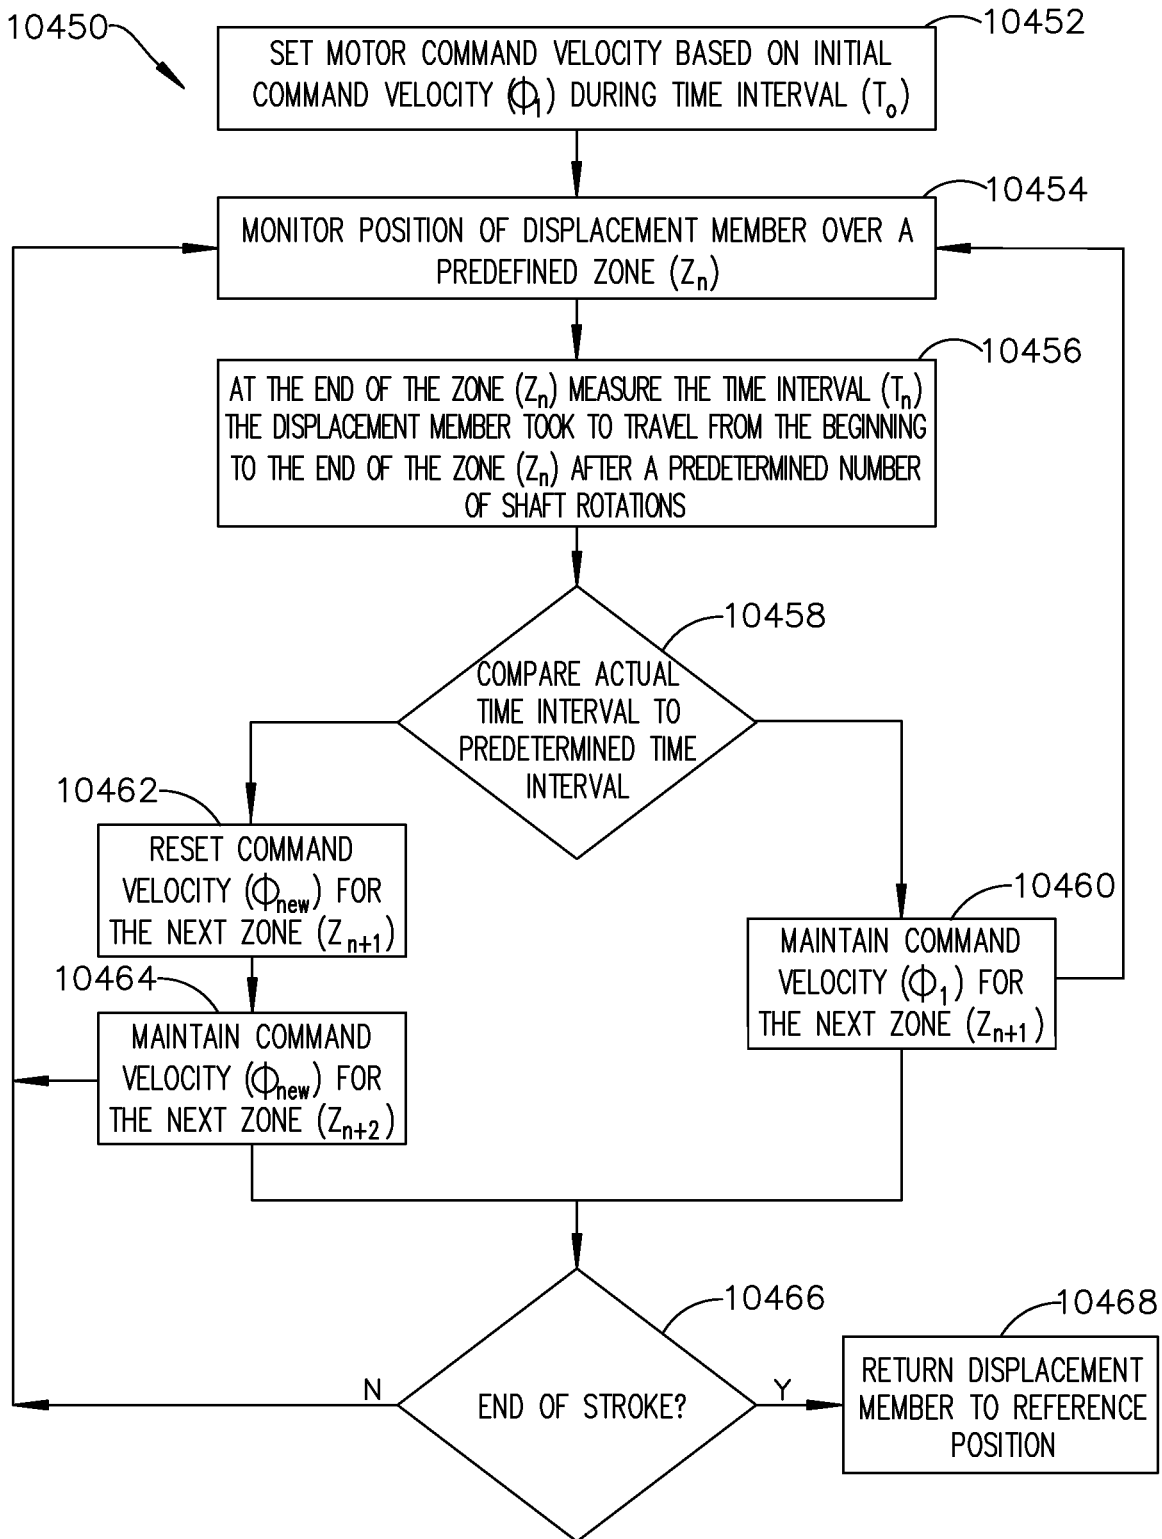 10450
10452
SET MOTOR COMMAND VELOCITY BASED ON INITIAL
COMMAND VELOCITY (Φ₁) DURING TIME INTERVAL (Tₒ)
10454
MONITOR POSITION OF DISPLACEMENT MEMBER OVER A
PREDEFINED ZONE (Zₙ)
10456
AT THE END OF THE ZONE (Zₙ) MEASURE THE TIME INTERVAL (Tₙ)
THE DISPLACEMENT MEMBER TOOK TO TRAVEL FROM THE BEGINNING
TO THE END OF THE ZONE (Zₙ) AFTER A PREDETERMINED NUMBER
OF SHAFT ROTATIONS
10458
COMPARE ACTUAL
TIME INTERVAL TO
PREDETERMINED TIME
INTERVAL
10462
RESET COMMAND
VELOCITY (Φnew) FOR
THE NEXT ZONE (Zₙ₊₁)
10460
MAINTAIN COMMAND
VELOCITY (Φ₁) FOR
THE NEXT ZONE (Zₙ₊₁)
10464
MAINTAIN COMMAND
VELOCITY (Φnew) FOR
THE NEXT ZONE (Zₙ₊₂)
10466
END OF STROKE?
N
Y
10468
RETURN DISPLACEMENT
MEMBER TO REFERENCE
POSITION